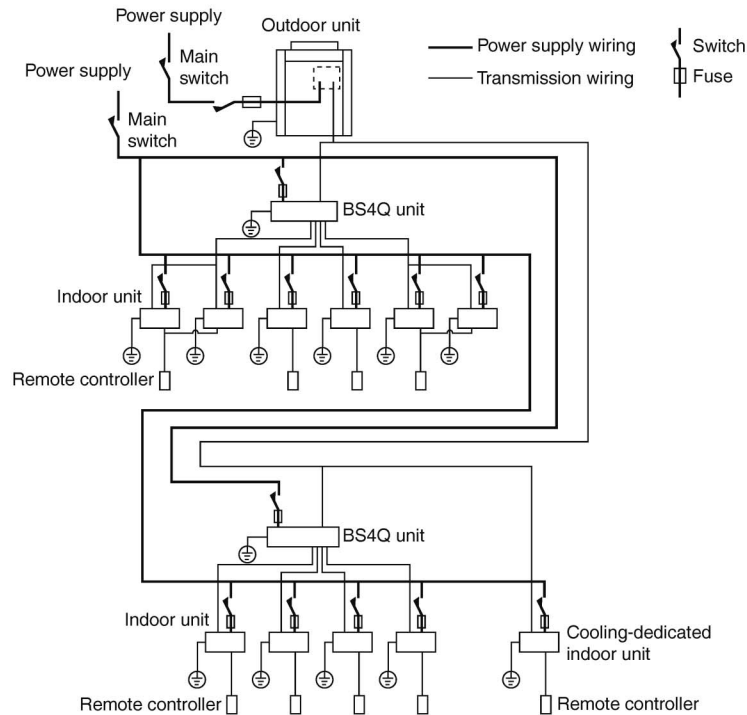 Power supply
Outdoor unit
Power supply wiring
Switch
Main
switch
Power supply
Transmission wiring
Fuse
Main
switch
BS4Q unit
Indoor unit
Remote controller
BS4Q unit
Indoor unit
Cooling-dedicated
indoor unit
Remote controller
Remote controller